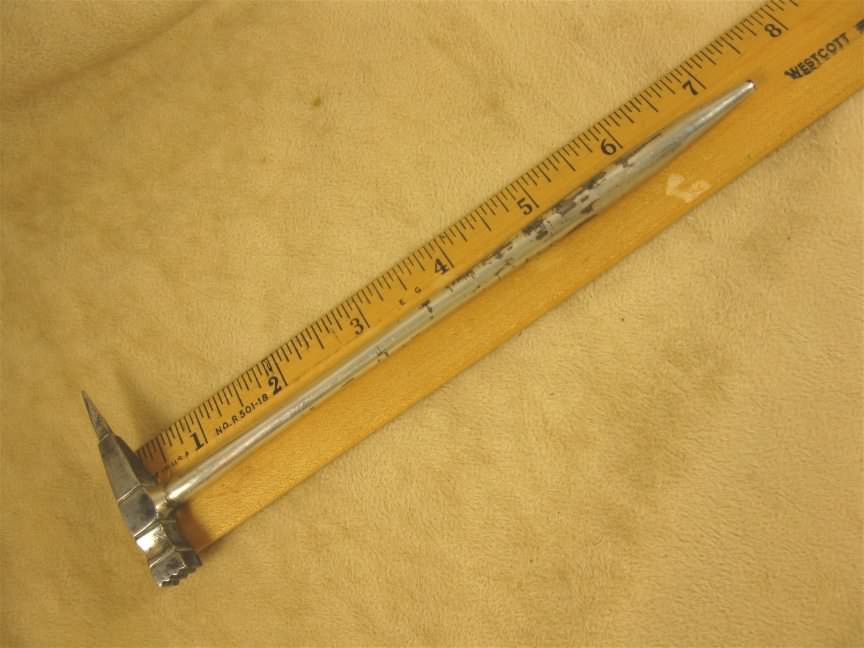 1 2 3 4 5 6 7 8
WESTCOTT
E G
NO. R 501-18
U.S.A.